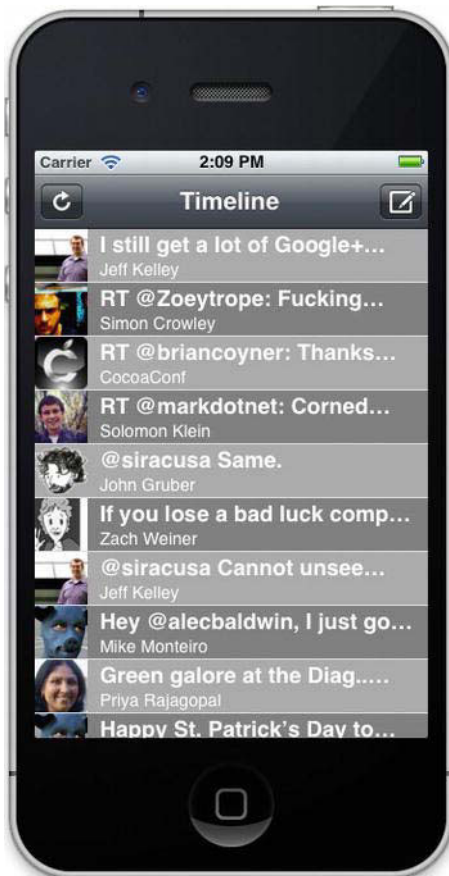 Carrier 2:09 PM
Timeline
I still get a lot of Google+...
Jeff Kelley
RT @Zoeytrope: Fucking...
Simon Crowley
RT @briancoyner: Thanks...
CocoaConf
RT @markdotnet: Corned...
Solomon Klein
@siracusa Same.
John Gruber
If you lose a bad luck comp...
Zach Weiner
@siracusa Cannot unsee...
Jeff Kelley
Hey @alecbaldwin, I just go...
Mike Monteiro
Green galore at the Diag.....
Priya Rajagopal
Happy St. Patrick’s Day to...